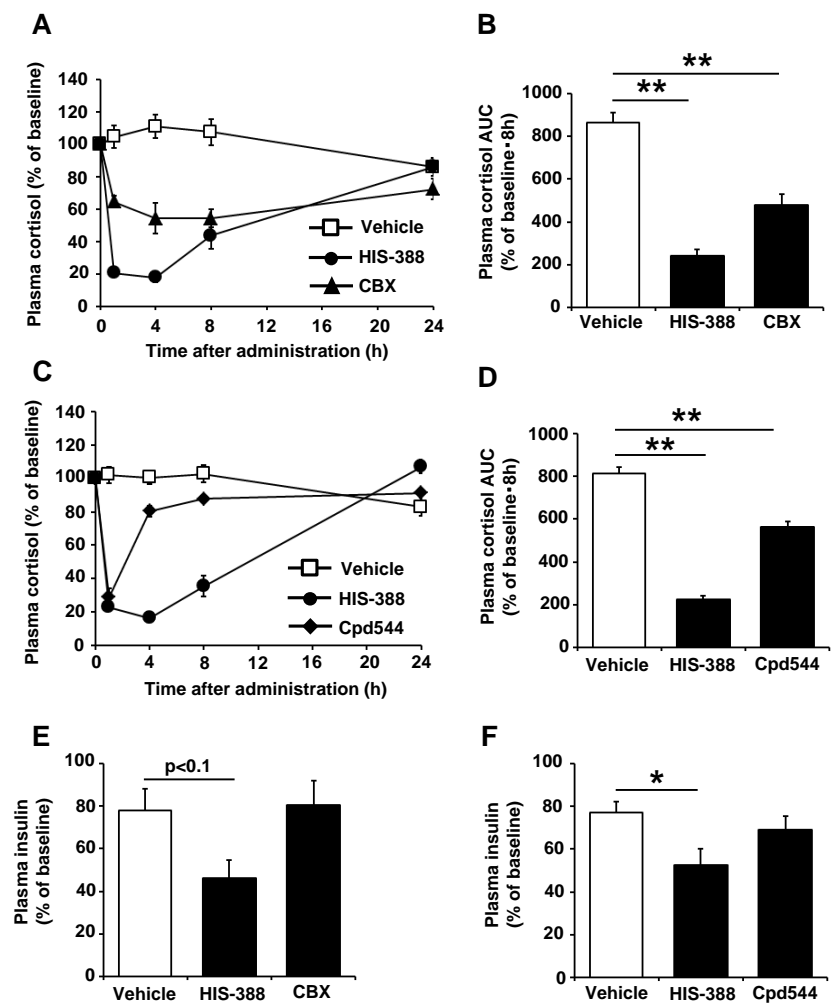 A
Plasma cortisol (% of baseline)
140
120
100
80
60
40
20
0
Vehicle
HIS-388
CBX
0 4 8 12 16 20 24
Time after administration (h)
B
Plasma cortisol AUC
(% of baseline·8h)
1000
800
600
400
200
0
**
**
Vehicle HIS-388 CBX
C
Plasma cortisol (% of baseline)
140
120
100
80
60
40
20
0
Vehicle
HIS-388
Cpd544
0 4 8 12 16 20 24
Time after administration (h)
D
Plasma cortisol AUC
(% of baseline·8h)
1000
800
600
400
200
0
**
**
Vehicle HIS-388 Cpd544
E
Plasma insulin
(% of baseline)
100
80
60
40
20
0
p<0.1
Vehicle HIS-388 CBX
F
Plasma insulin
(% of baseline)
100
80
60
40
20
0
*
Vehicle HIS-388 Cpd544